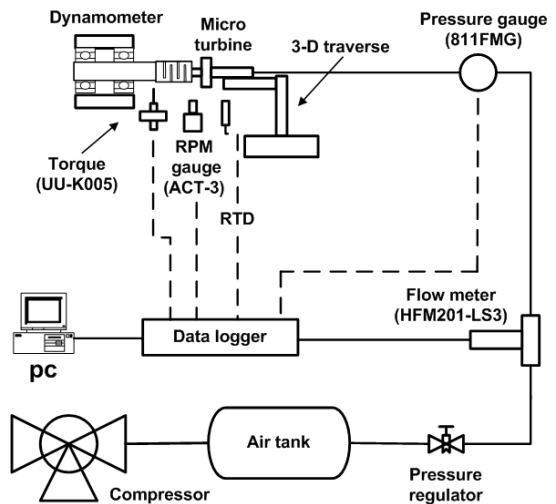 Dynamometer
Micro
turbine
3-D traverse
Pressure gauge
(811FMG)
Torque
(UU-K005)
RPM
gauge
(ACT-3)
RTD
Flow meter
(HFM201-LS3)
Data logger
pc
Air tank
Compressor
Pressure
regulator